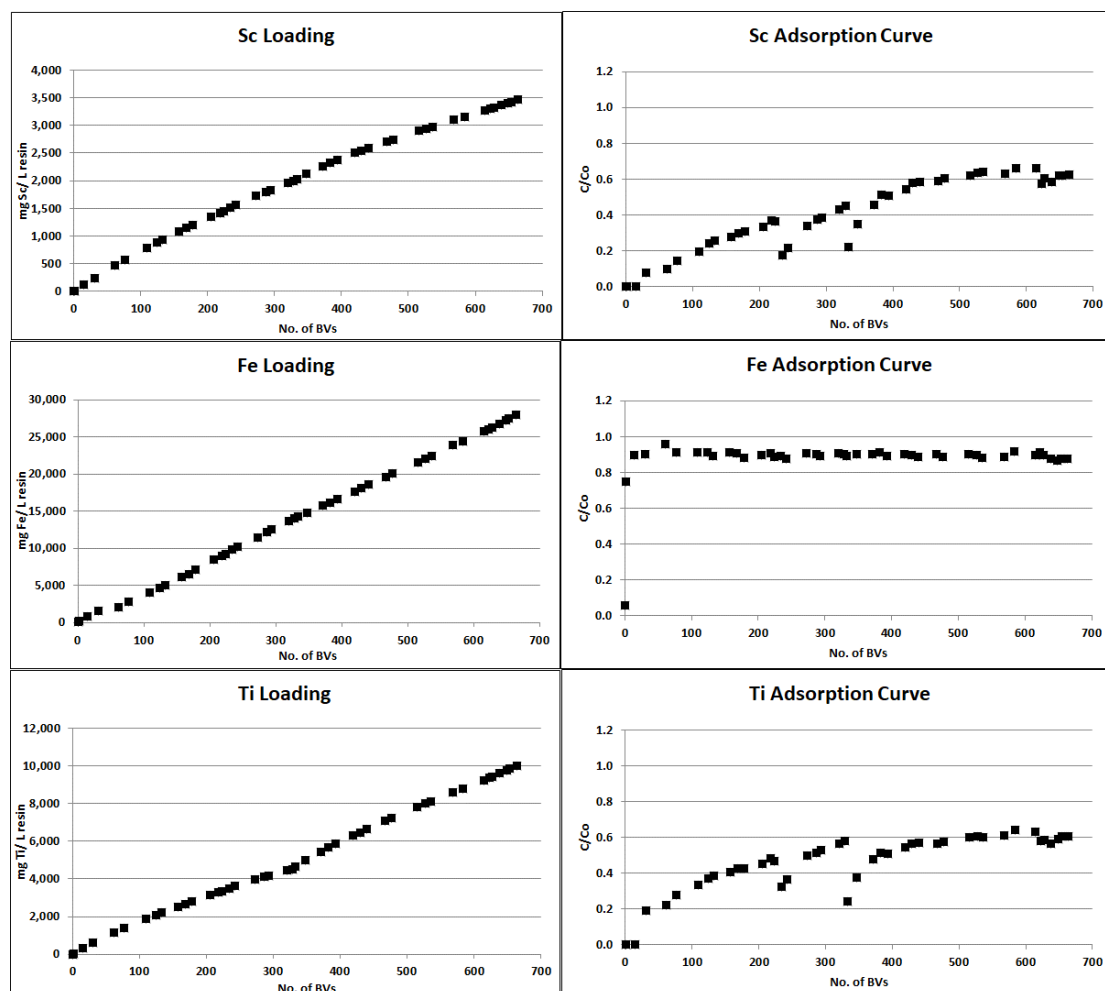 Sc Loading
mg Sc/ L resin
4,000
3,500
3,000
2,500
2,000
1,500
1,000
500
0
0 100 200 300 400 500 600 700
No. of BVs
Sc Adsorption Curve
C/Co
1.2
1.0
0.8
0.6
0.4
0.2
0.0
0 100 200 300 400 500 600 700
No. of BVs
Fe Loading
mg Fe/ L resin
30,000
25,000
20,000
15,000
10,000
5,000
0
0 100 200 300 400 500 600 700
No. of BVs
Fe Adsorption Curve
C/Co
1.2
1.0
0.8
0.6
0.4
0.2
0.0
0 100 200 300 400 500 600 700
No. of BVs
Ti Loading
mg Ti/ L resin
12,000
10,000
8,000
6,000
4,000
2,000
0
0 100 200 300 400 500 600 700
No. of BVs
Ti Adsorption Curve
C/Co
1.2
1.0
0.8
0.6
0.4
0.2
0.0
0 100 200 300 400 500 600 700
No. of BVs